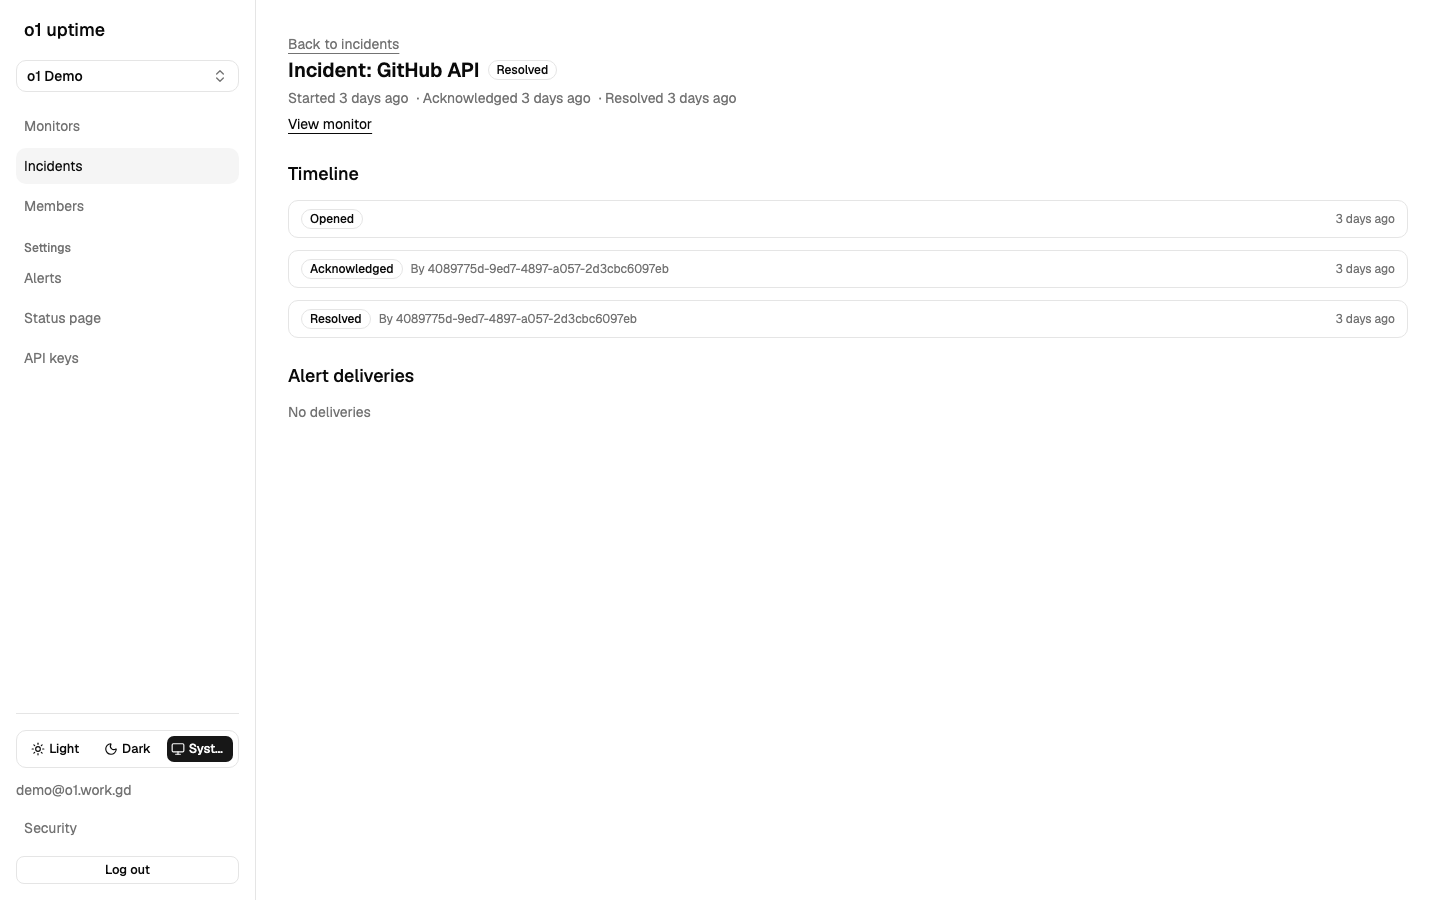 o1 uptime
o1 Demo
Monitors
Incidents
Members
Settings
Alerts
Status page
API keys
Light Dark Syst...
demo@o1.work.gd
Security
Log out
Back to incidents
Incident: GitHub API Resolved
Started 3 days ago · Acknowledged 3 days ago · Resolved 3 days ago
View monitor
Timeline
Opened 3 days ago
Acknowledged By 4089775d-9ed7-4897-a057-2d3cbc6097eb 3 days ago
Resolved By 4089775d-9ed7-4897-a057-2d3cbc6097eb 3 days ago
Alert deliveries
No deliveries